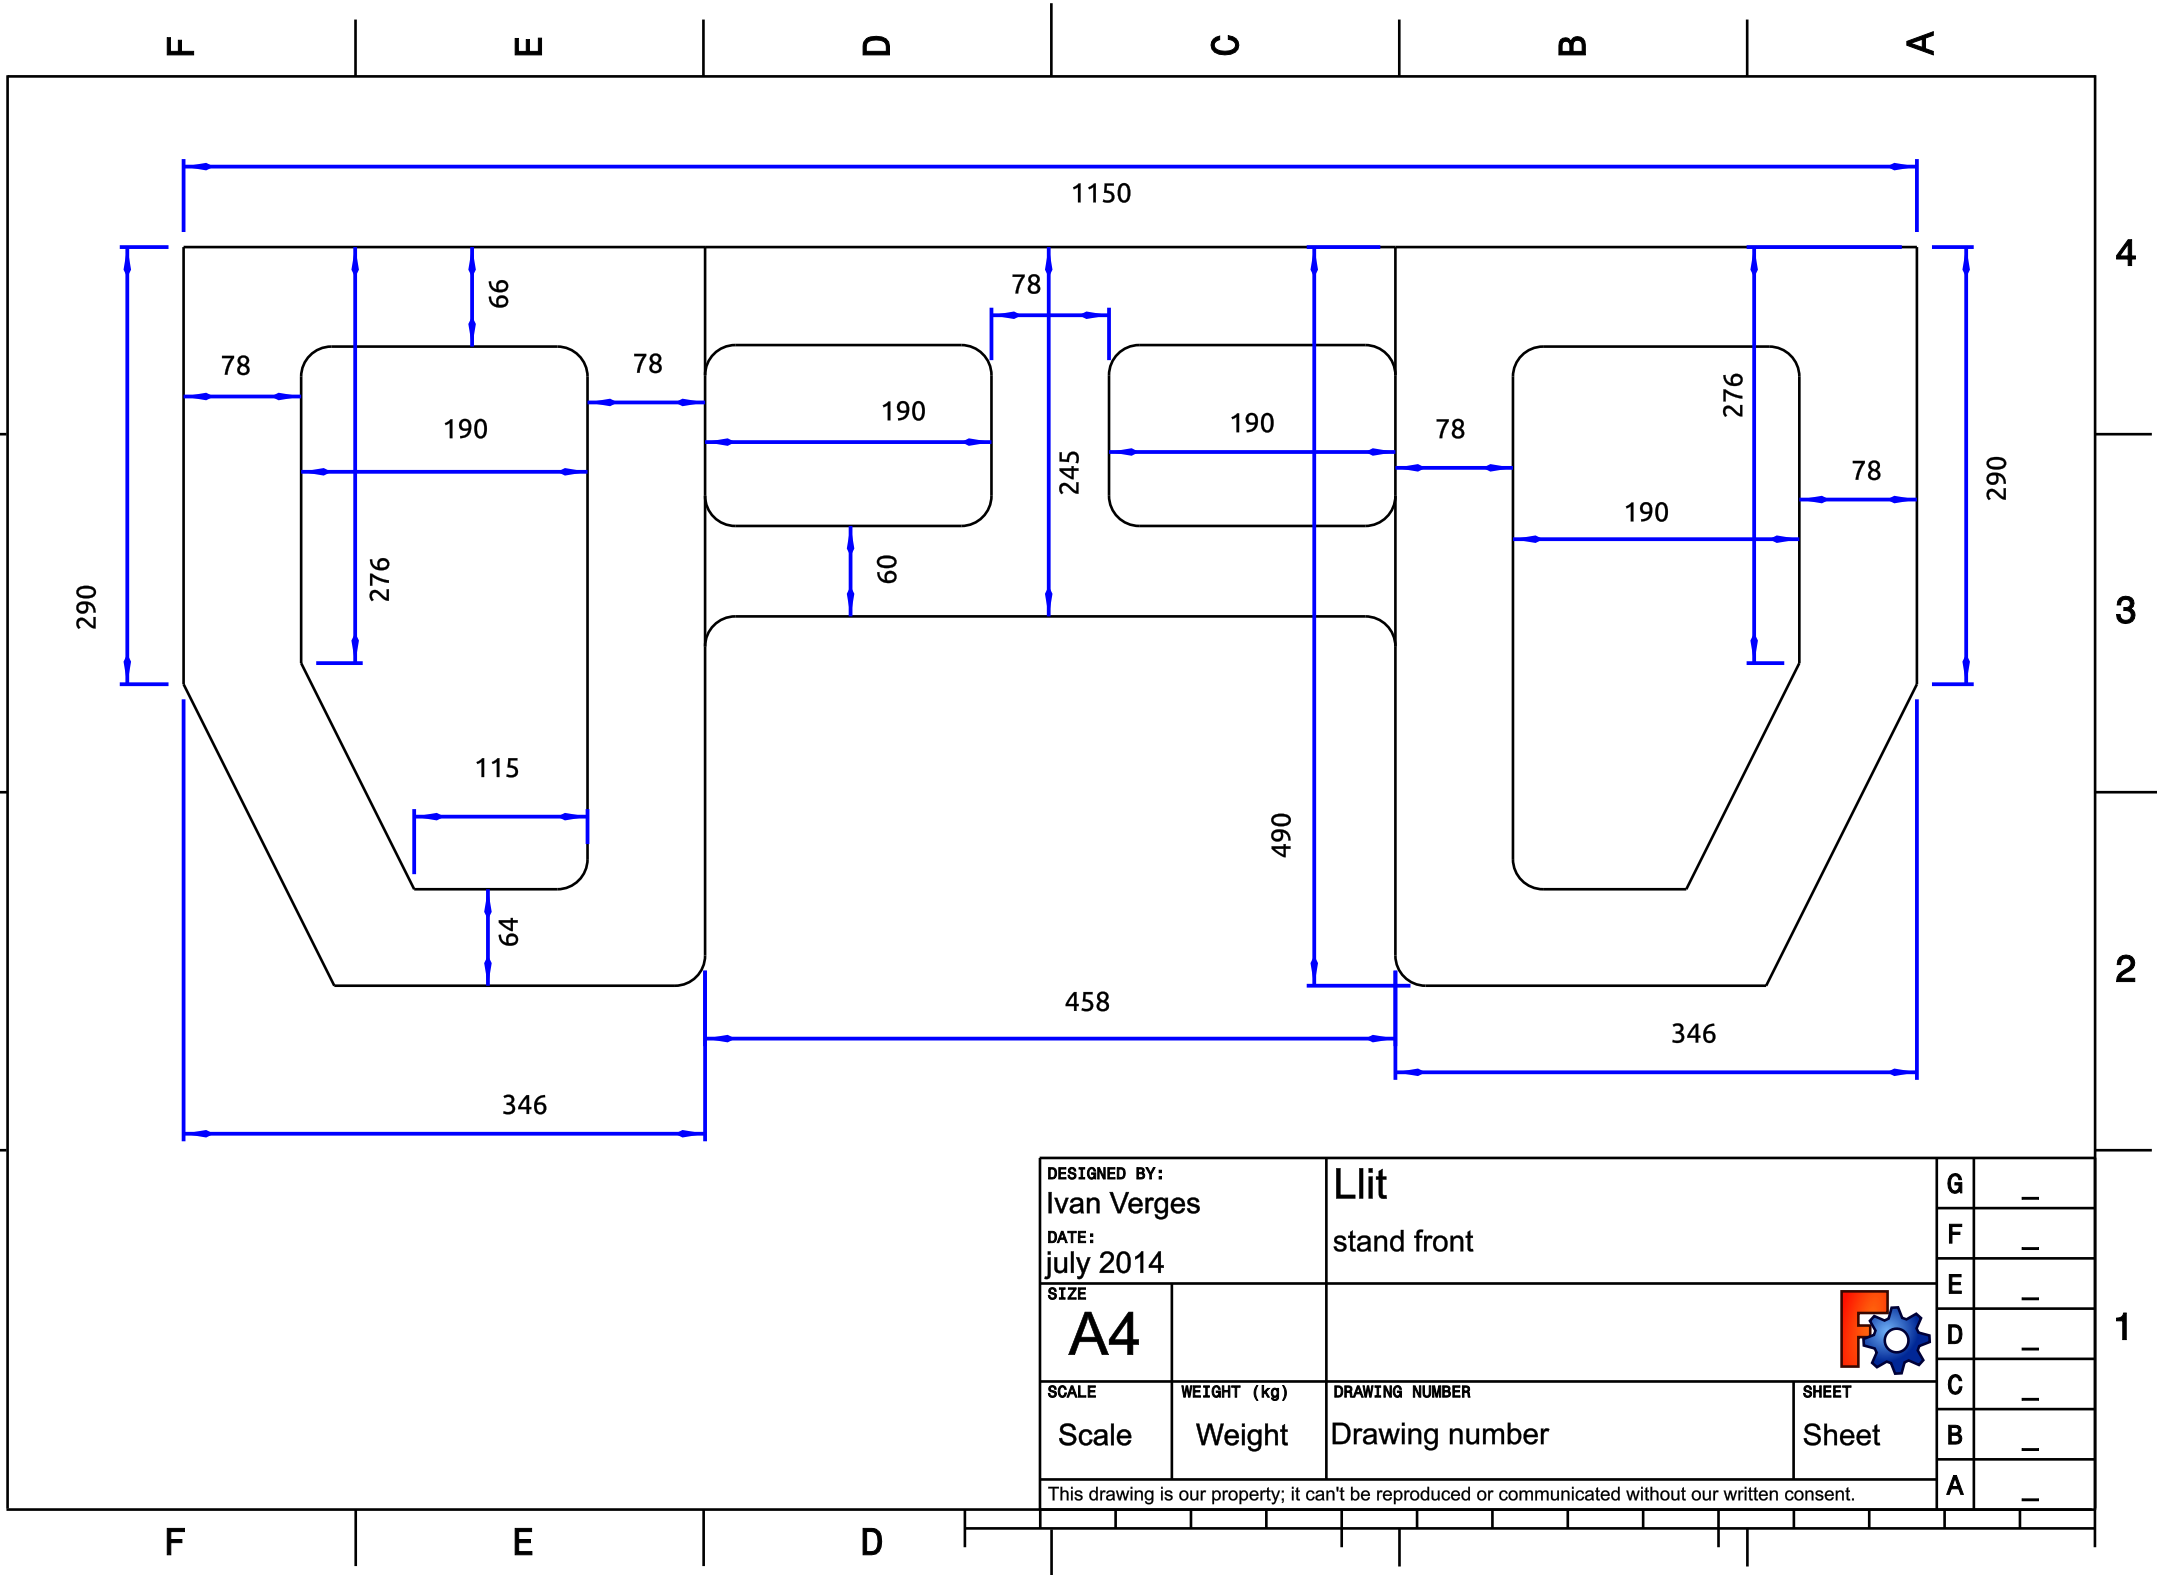 F E D C B A
1150
4
66
78
78
78
276
190
190
190
78
78
290
245
190
276
60
290
3
115
490
64
2
458
346
346
DESIGNED BY:
Ivan Verges
DATE:
july 2014
Llit
stand front
G _
F _
E _
D _
C _
B _
A _
SIZE
A4
1
SCALE
Scale
WEIGHT (kg)
Weight
DRAWING NUMBER
Drawing number
SHEET
Sheet
This drawing is our property; it can't be reproduced or communicated without our written consent.
F E D